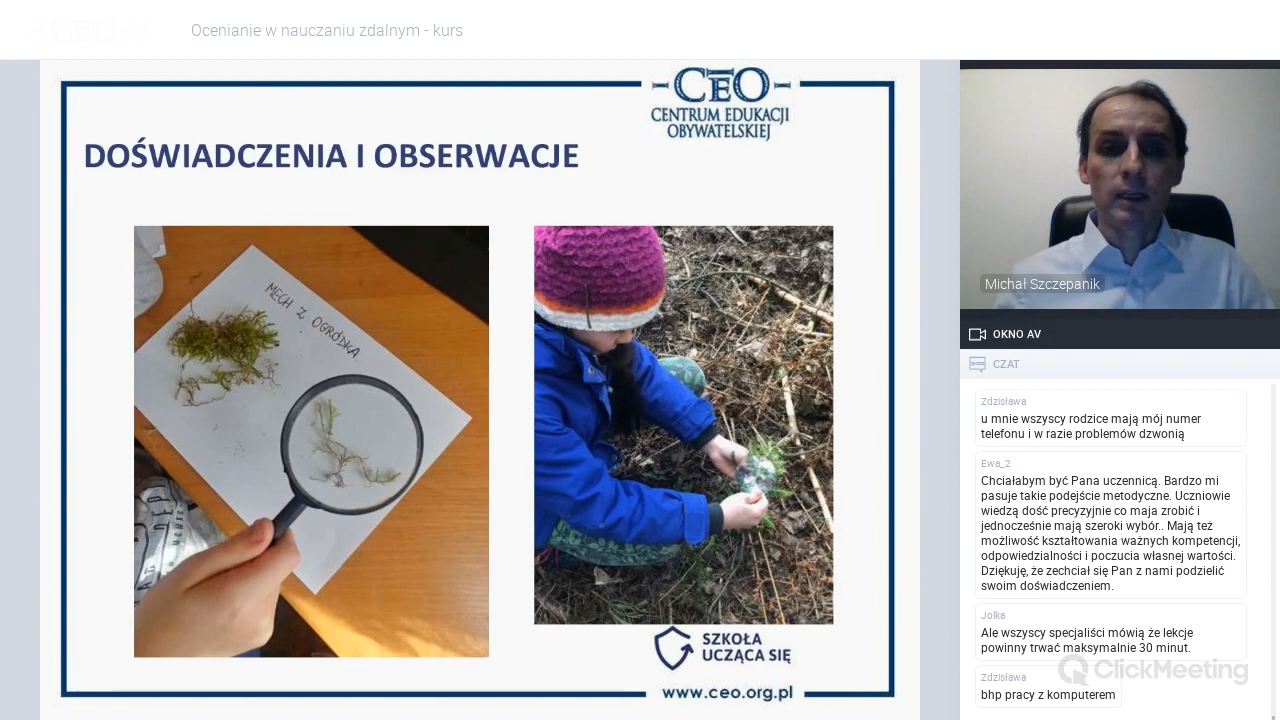 Ocenianie w nauczaniu zdalnym - kurs
CEO
CENTRUM EDUKACJI
OBYWATELSKIEJ
DOŚWIADCZENIA I OBSERWACJE
MECH Z OGRÓDKA
SZKOŁA
UCZĄCA SIĘ
www.ceo.org.pl
Michał Szczepanik
OKNO AV
CZAT
Zdzisława
u mnie wszyscy rodzice mają mój numer
telefonu i w razie problemów dzwonią
Ewa_2
Chciałabym być Pana uczennicą. Bardzo mi
pasuje takie podejście metodyczne. Uczniowie
wiedzą dość precyzyjnie co maja zrobić i
jednocześnie mają szeroki wybór.. Mają też
możliwość kształtowania ważnych kompetencji,
odpowiedzialności i poczucia własnej wartości.
Dziękuję, że zechciał się Pan z nami podzielić
swoim doświadczeniem.
Jolka
Ale wszyscy specjaliści mówią że lekcje
powinny trwać maksymalnie 30 minut.
ClickMeeting
Zdzisława
bhp pracy z komputerem